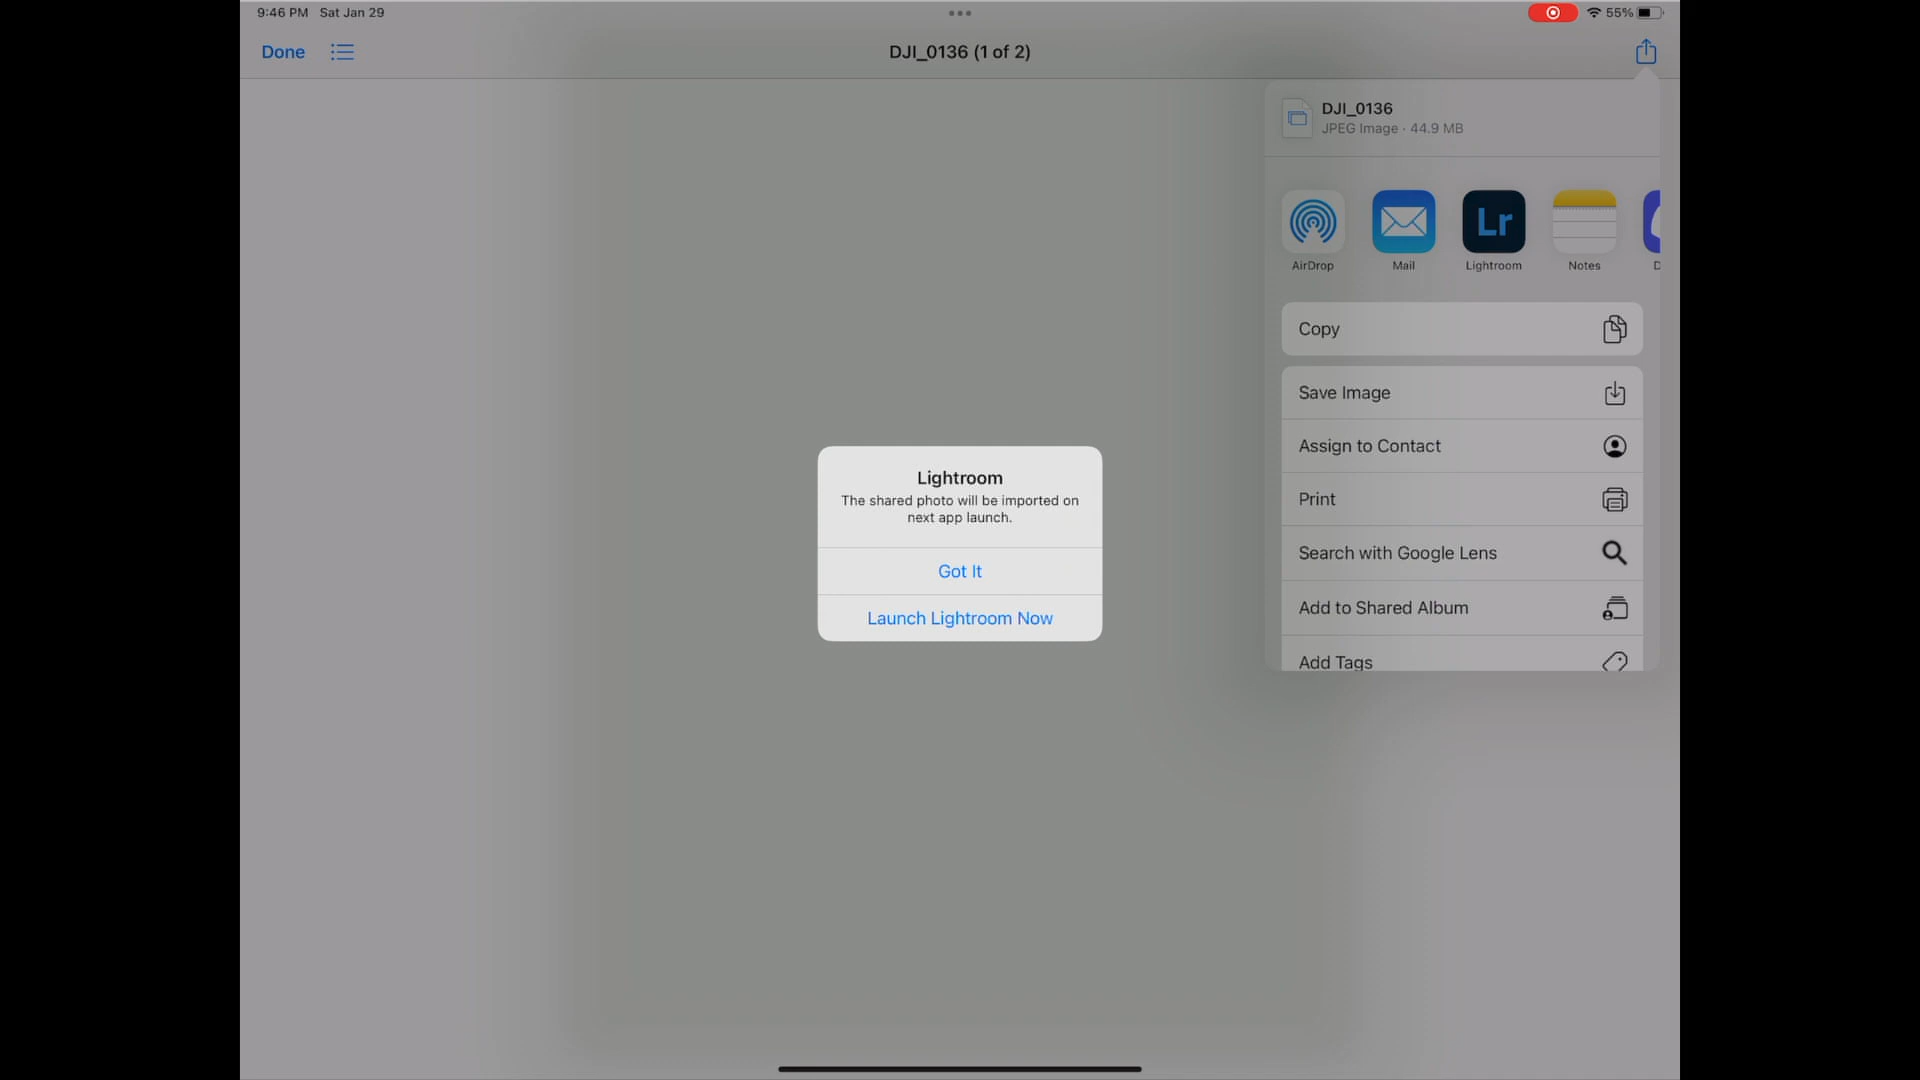 9:46 PM Sat Jan 29
55%
Done
DJI_0136 (1 of 2)
DJI_0136
JPEG Image · 44.9 MB
Lr
AirDrop
Mail
Lightroom
Notes
D
Copy
Save Image
Assign to Contact
Print
Search with Google Lens
Add to Shared Album
Add Tags
Lightroom
The shared photo will be imported on
next app launch.
Got It
Launch Lightroom Now